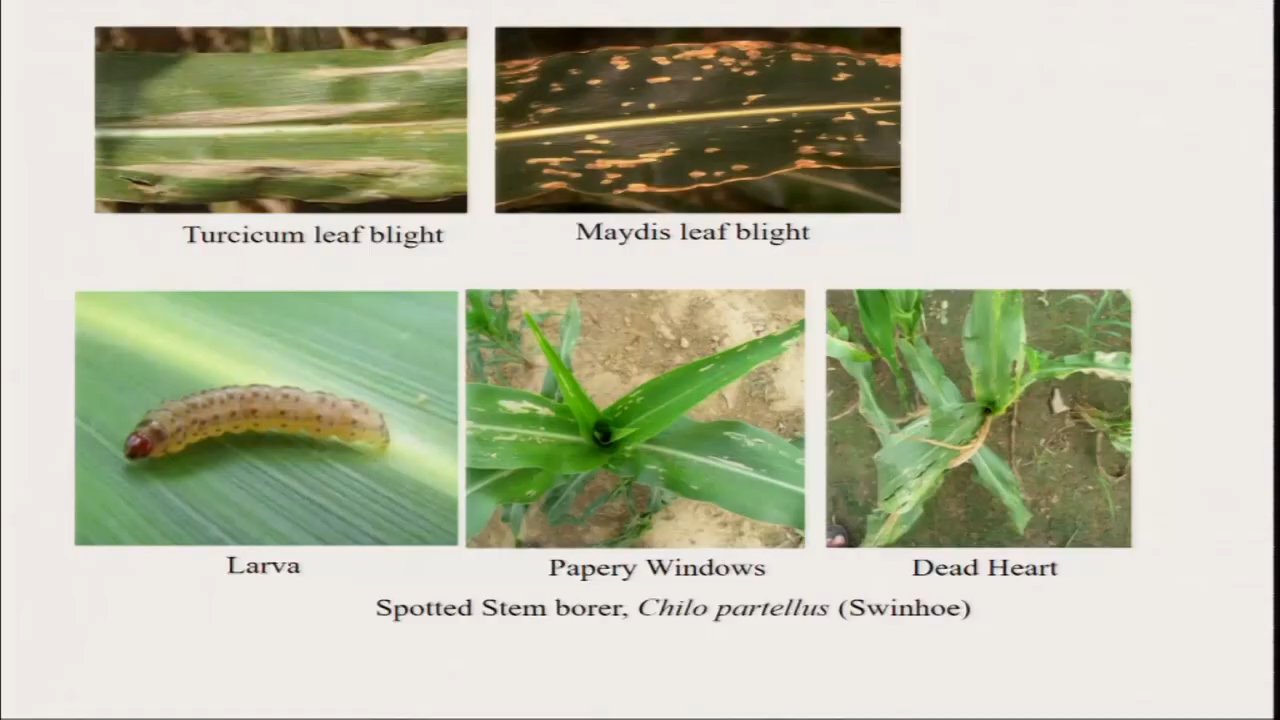 Turcicum leaf blight
Maydis leaf blight
Larva
Papery Windows
Dead Heart
Spotted Stem borer, Chilo partellus (Swinhoe)